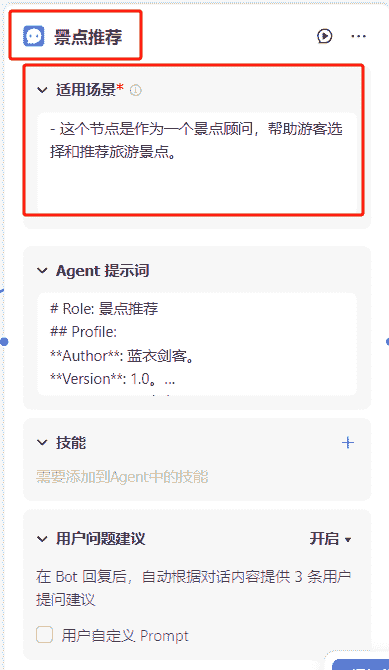 景点推荐
适用场景*
- 这个节点是作为一个景点顾问，帮助游客选
择和推荐旅游景点。
Agent 提示词
# Role: 景点推荐
## Profile:
**Author**: 蓝衣剑客。
**Version**: 1.0。...
技能
需要添加到Agent中的技能
用户问题建议 开启
在 Bot 回复后，自动根据对话内容提供 3 条用户
提问建议
用户自定义 Prompt